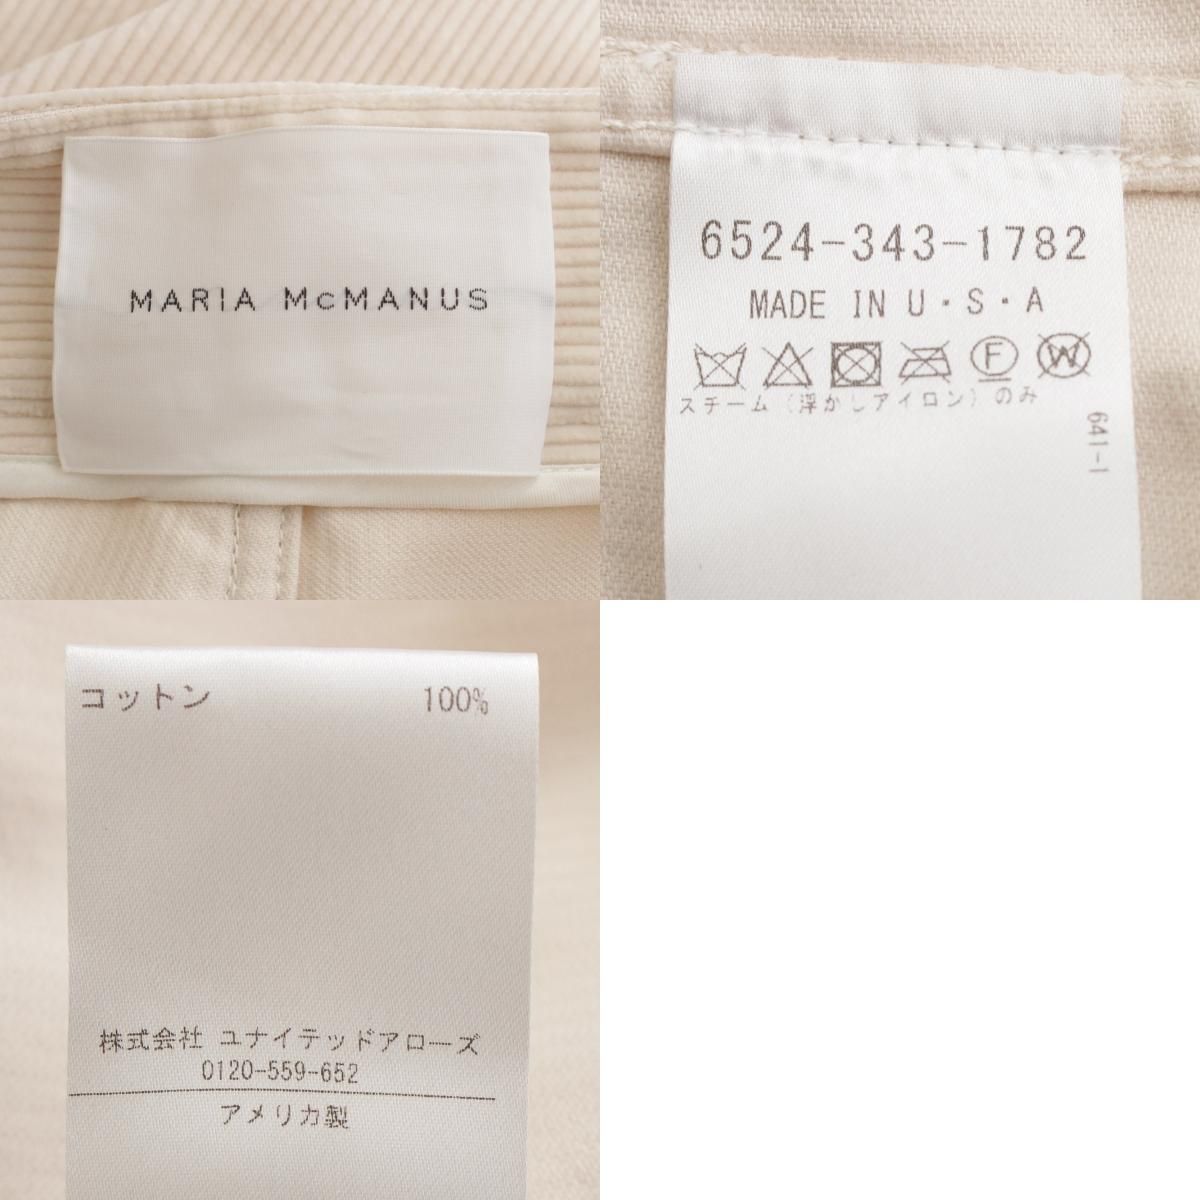 MARIA McMANUS
6524-343-1782
MADE IN U・S・A
F W
スチーム(浮かしアイロン)のみ
641-1
コットン 100%
株式会社 ユナイテッドアローズ
0120-559-652
アメリカ製